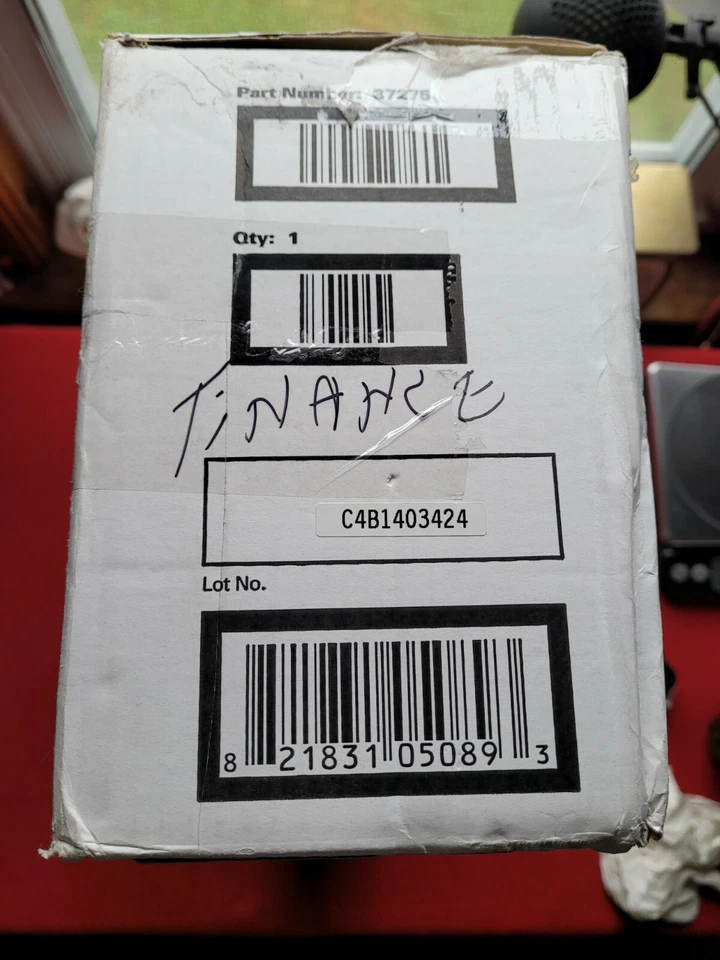 Part Number: 37275
Qty: 1
FINANCE
C4B1403424
Lot No.
8 21831 05089 3